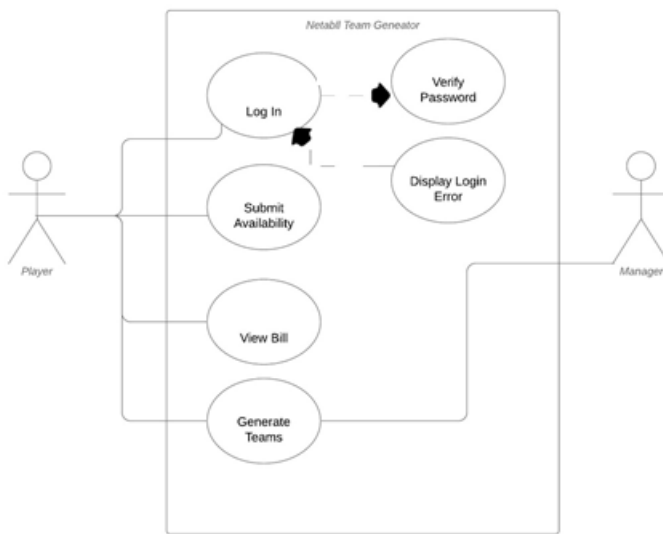 Netabll Team Geneator
Verify
Password
Log In
Display Login
Error
Submit
Availability
Player
Manager
View Bill
Generate
Teams